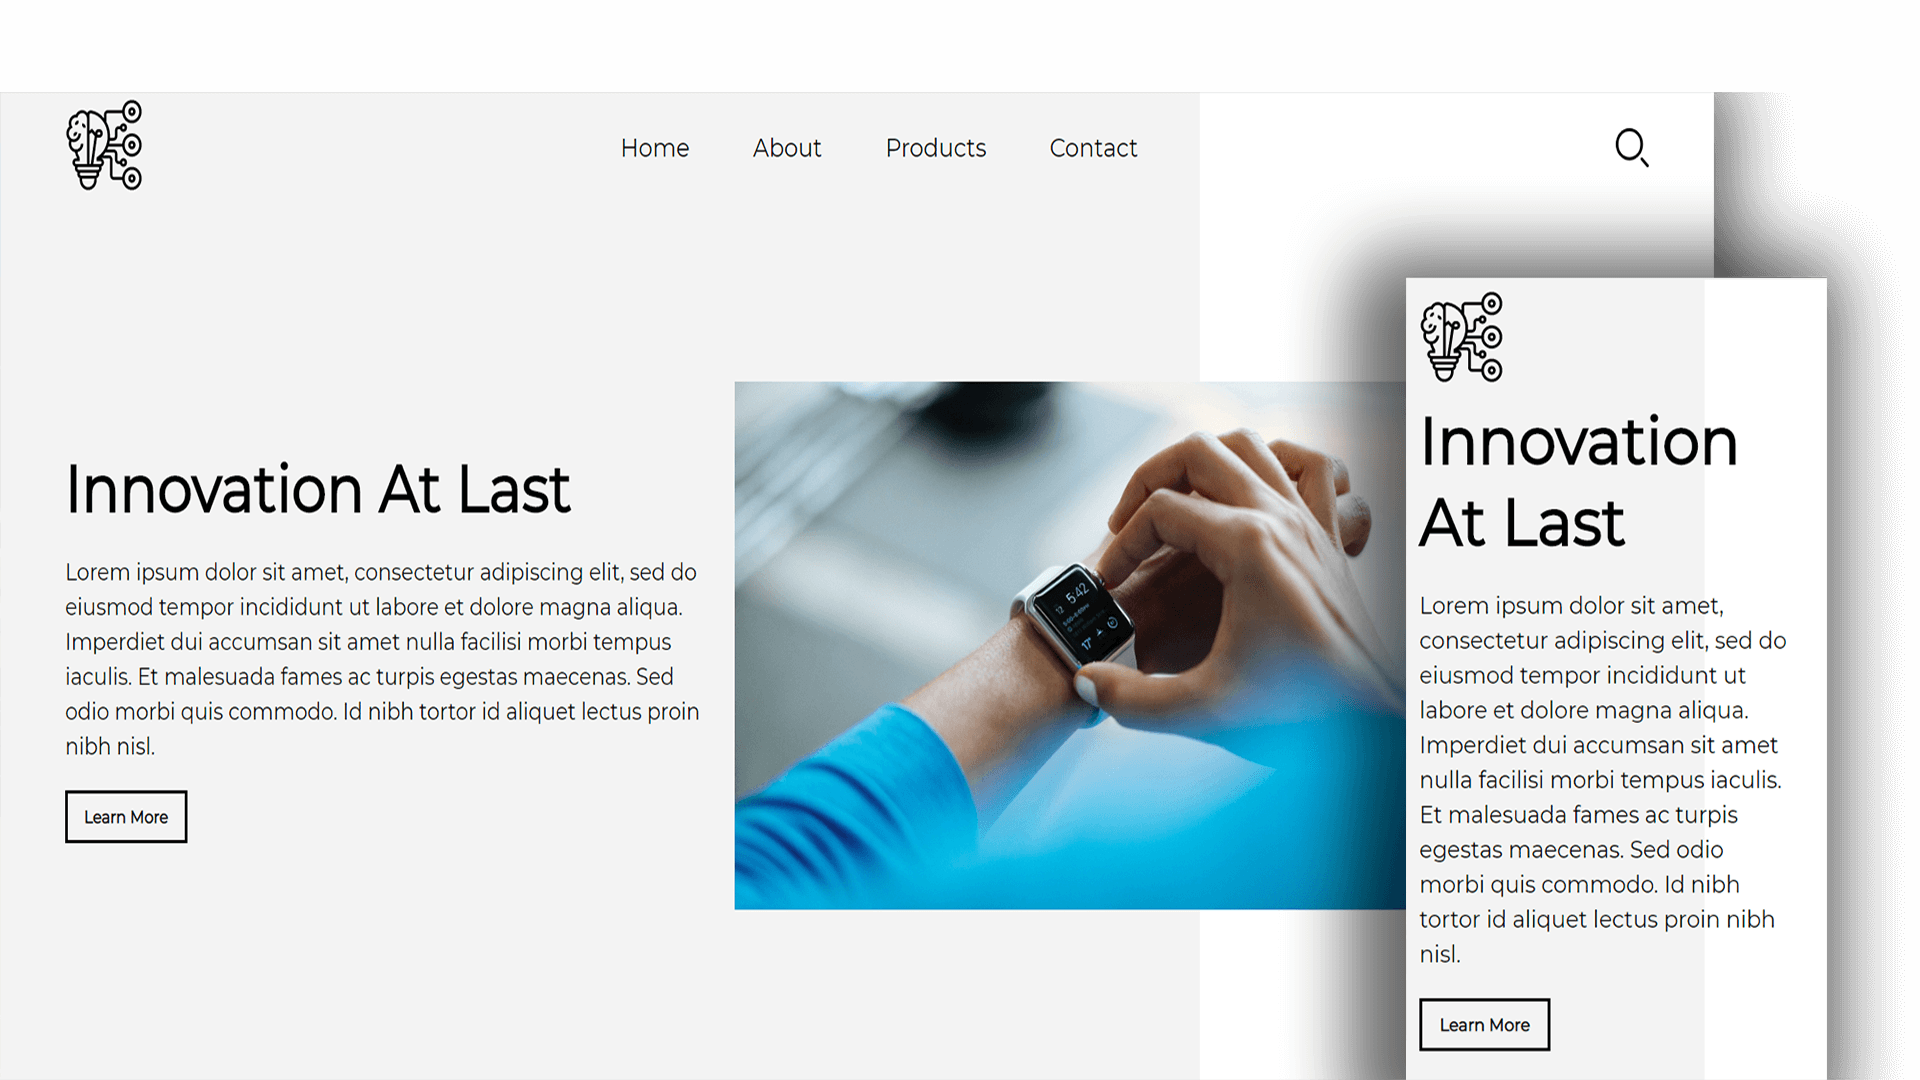 Home About Products Contact
Innovation At Last
Lorem ipsum dolor sit amet, consectetur adipiscing elit, sed do
eiusmod tempor incididunt ut labore et dolore magna aliqua.
Imperdiet dui accumsan sit amet nulla facilisi morbi tempus
iaculis. Et malesuada fames ac turpis egestas maecenas. Sed
odio morbi quis commodo. Id nibh tortor id aliquet lectus proin
nibh nisl.
Learn More
12 5:42
17°
Innovation
At Last
Lorem ipsum dolor sit amet,
consectetur adipiscing elit, sed do
eiusmod tempor incididunt ut
labore et dolore magna aliqua.
Imperdiet dui accumsan sit amet
nulla facilisi morbi tempus iaculis.
Et malesuada fames ac turpis
egestas maecenas. Sed odio
morbi quis commodo. Id nibh
tortor id aliquet lectus proin nibh
nisl.
Learn More